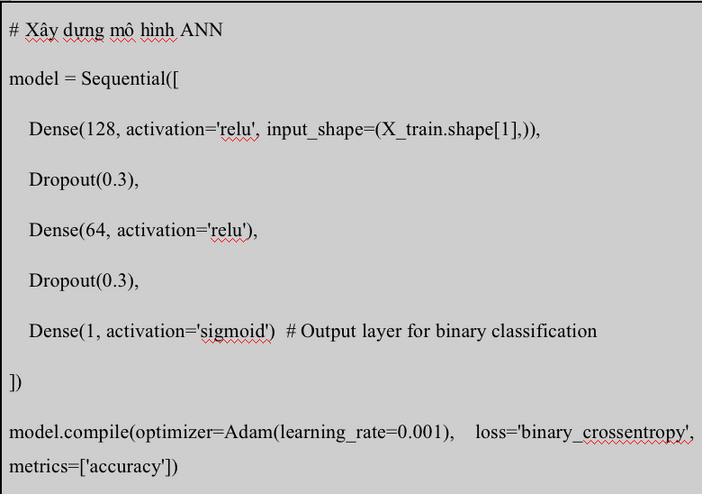 # Xây dựng mô hình ANN
model = Sequential([
Dense(128, activation='relu', input_shape=(X_train.shape[1],)),
Dropout(0.3),
Dense(64, activation='relu'),
Dropout(0.3),
Dense(1, activation='sigmoid')  # Output layer for binary classification
])
model.compile(optimizer=Adam(learning_rate=0.001), loss='binary_crossentropy',
metrics=['accuracy'])